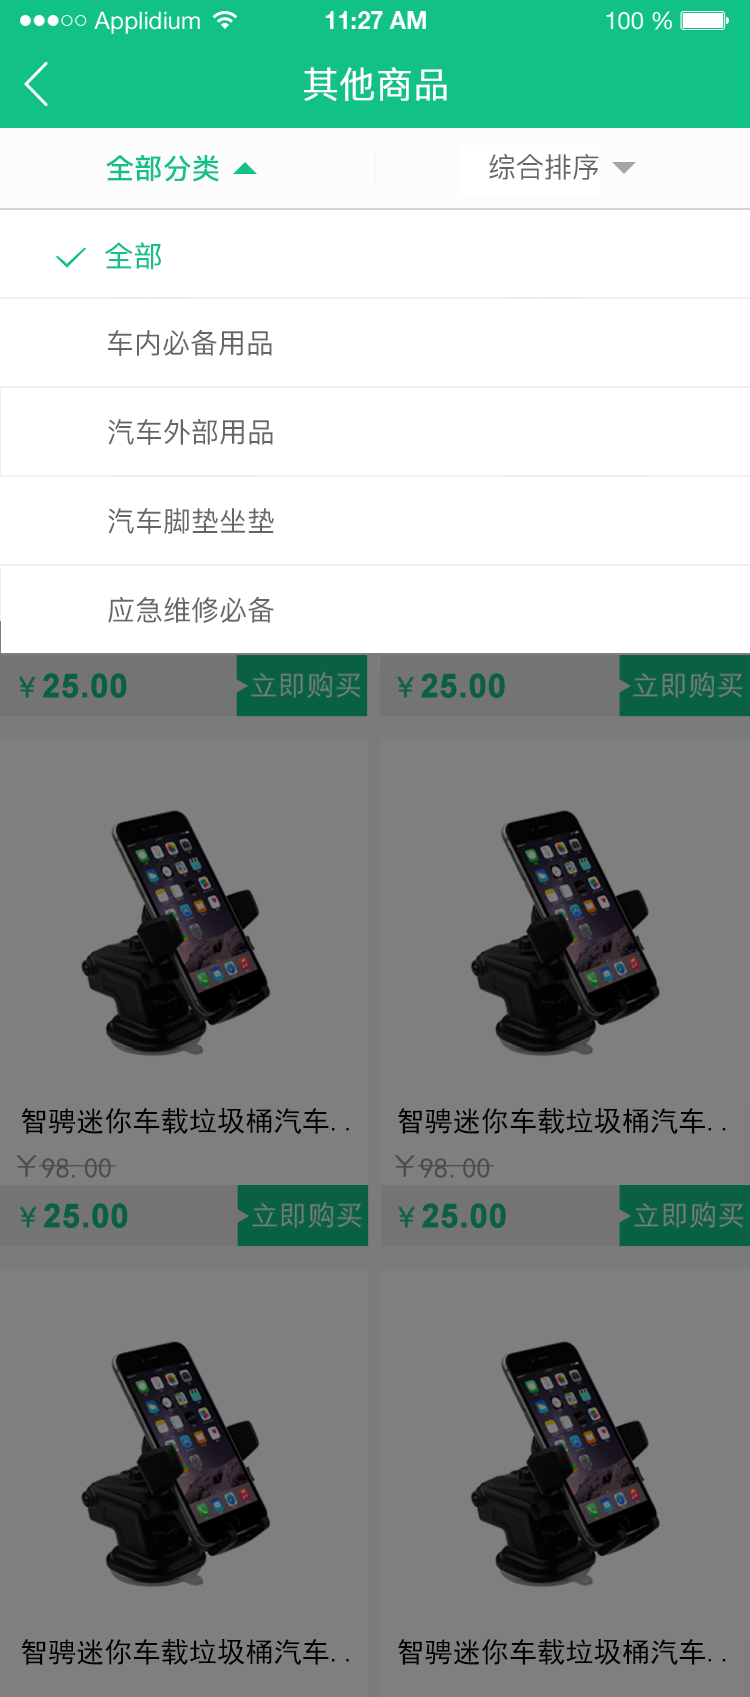 Applidium 11:27 AM 100 %
其他商品
全部分类 综合排序
全部
车内必备用品
汽车外部用品
汽车脚垫坐垫
应急维修必备
¥25.00 立即购买 ¥25.00 立即购买
智骋迷你车载垃圾桶汽车.. 智骋迷你车载垃圾桶汽车..
¥98.00 ¥98.00
¥25.00 立即购买 ¥25.00 立即购买
智骋迷你车载垃圾桶汽车.. 智骋迷你车载垃圾桶汽车..